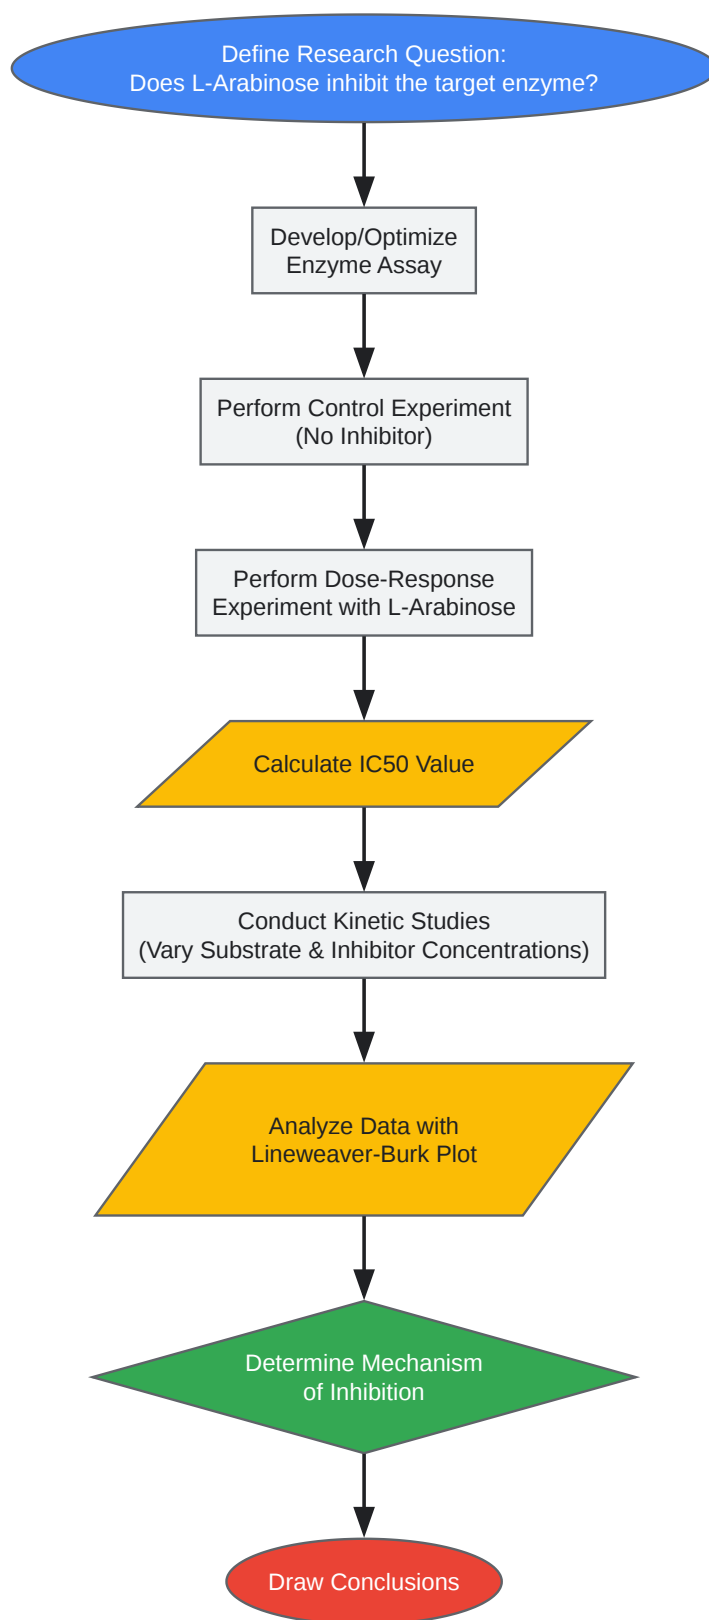 Define Research Question:
Does L-Arabinose inhibit the target enzyme?
Develop/Optimize
Enzyme Assay
Perform Control Experiment
(No Inhibitor)
Perform Dose-Response
Experiment with L-Arabinose
Calculate IC50 Value
Conduct Kinetic Studies
(Vary Substrate & Inhibitor Concentrations)
Analyze Data with
Lineweaver-Burk Plot
Determine Mechanism
of Inhibition
Draw Conclusions